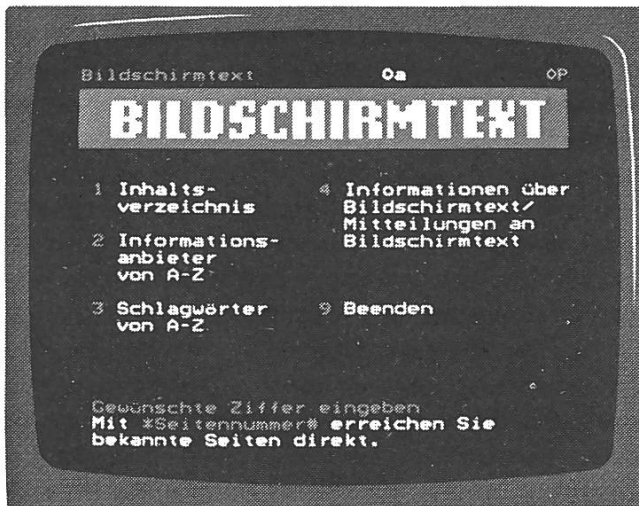 Bildschirmtext 0a 0P
BILDSCHIRMTEXT
1 Inhalts-
verzeichnis
2 Informations-
anbieter
von A-Z
3 Schlagwörter
von A-Z
4 Informationen über
Bildschirmtext/
Mitteilungen an
Bildschirmtext
9 Beenden
Gewünschte Ziffer eingeben
Mit *Seitennummer# erreichen Sie
bekannte Seiten direkt.